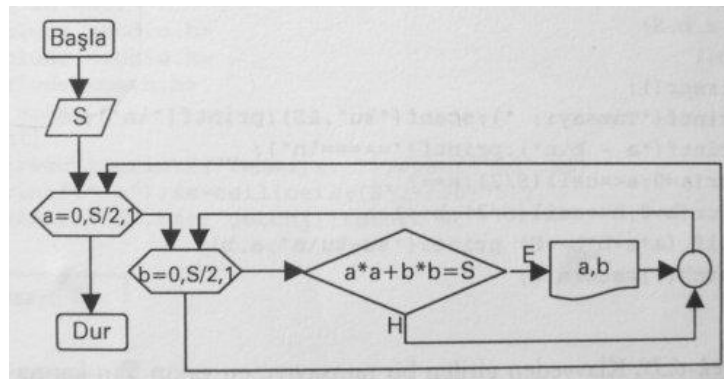 Başla
S
a=0,S/2,1
b=0,S/2,1
a*a+b*b=S
E
a,b
H
Dur